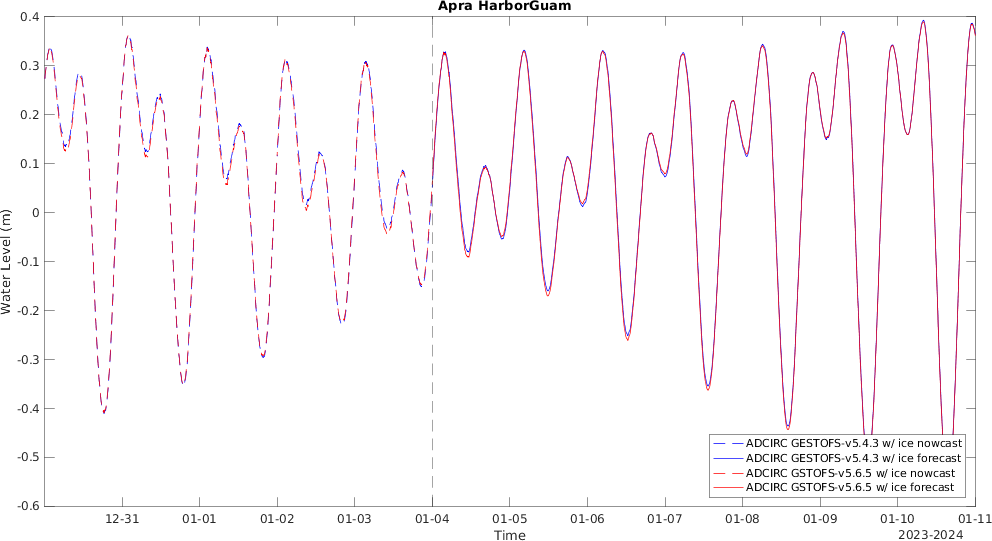 Apra HarborGuam
0.4
0.3
0.2
0.1
0
-0.1
-0.2
-0.3
-0.4
-0.5
-0.6
Water Level (m)
ADCIRC GESTOFS-v5.4.3 w/ ice nowcast
ADCIRC GESTOFS-v5.4.3 w/ ice forecast
ADCIRC GSTOFS-v5.6.5 w/ ice nowcast
ADCIRC GSTOFS-v5.6.5 w/ ice forecast
12-31 01-01 01-02 01-03 01-04 01-05 01-06 01-07 01-08 01-09 01-10 01-11
Time
2023-2024